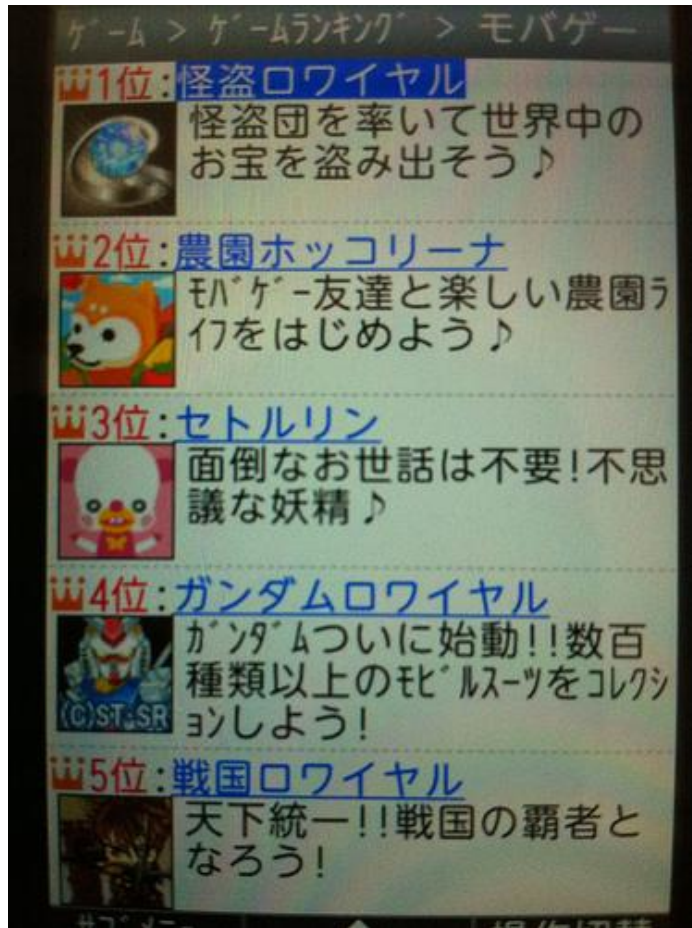 ｹﾞｰﾑ > ｹﾞｰﾑﾗﾝｷﾝｸﾞ > モバゲー
1位:怪盗ロワイヤル
怪盗団を率いて世界中の
お宝を盗み出そう♪
2位:農園ホッコリーナ
ﾓﾊﾞｹﾞｰ友達と楽しい農園ﾗ
ｲﾌをはじめよう♪
3位:セトルリン
面倒なお世話は不要!不思
議な妖精♪
4位:ガンダムロワイヤル
ｶﾞﾝﾀﾞﾑついに始動!!数百
種類以上のﾓﾋﾞﾙｽｰﾂをｺﾚｸｼ
ｮﾝしよう!
(C)ST･SR
5位:戦国ロワイヤル
天下統一!!戦国の覇者と
なろう!
ｻﾌﾞﾒﾆｭｰ